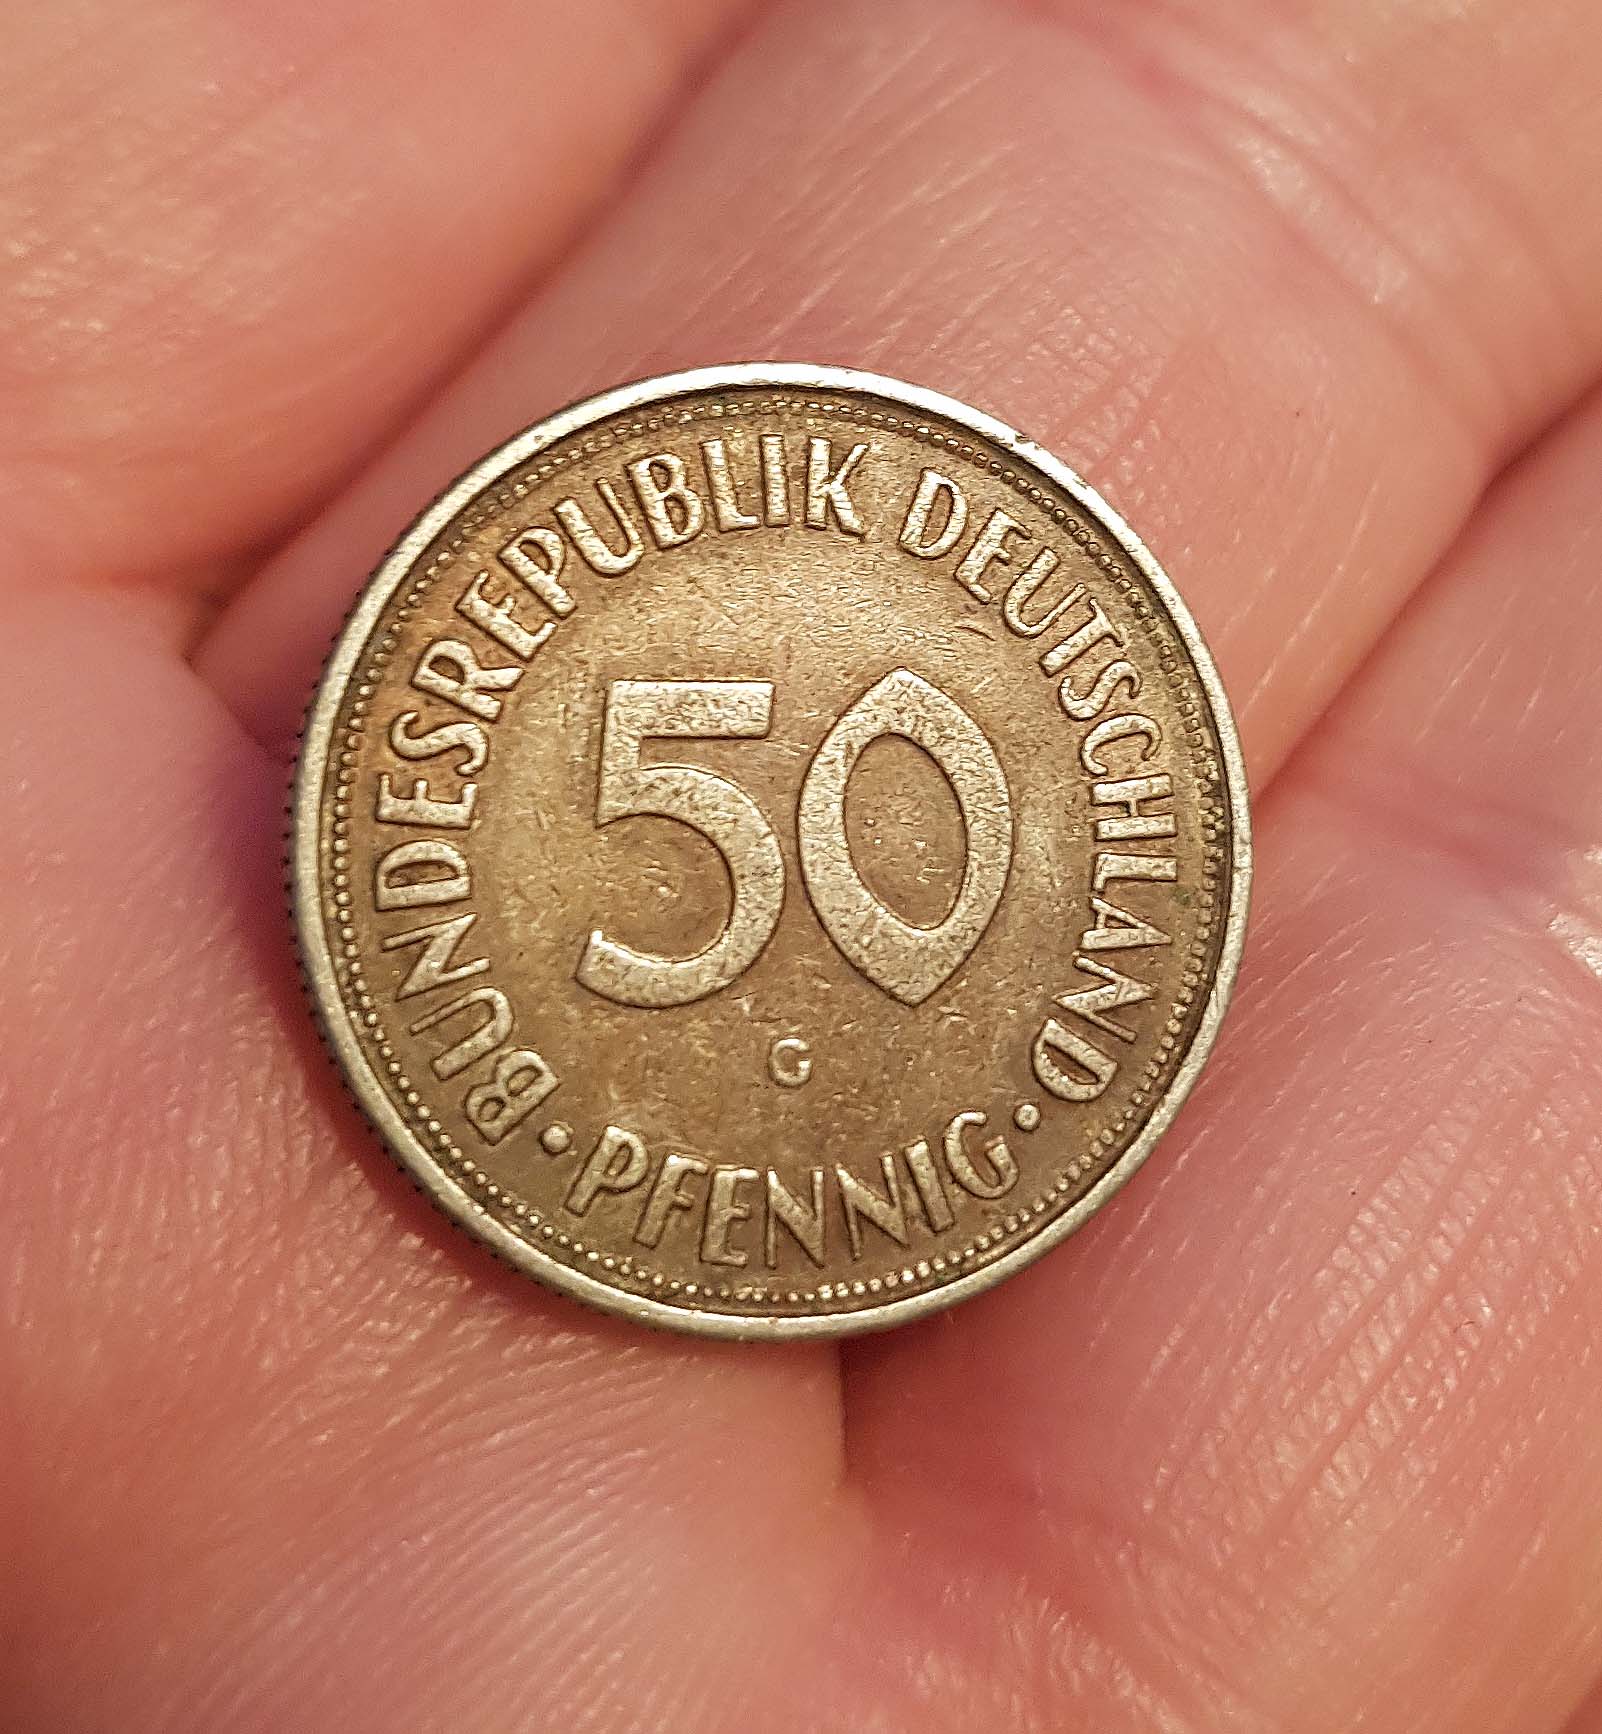 BUNDESREPUBLIK DEUTSCHLAND
50
G
• PFENNIG •